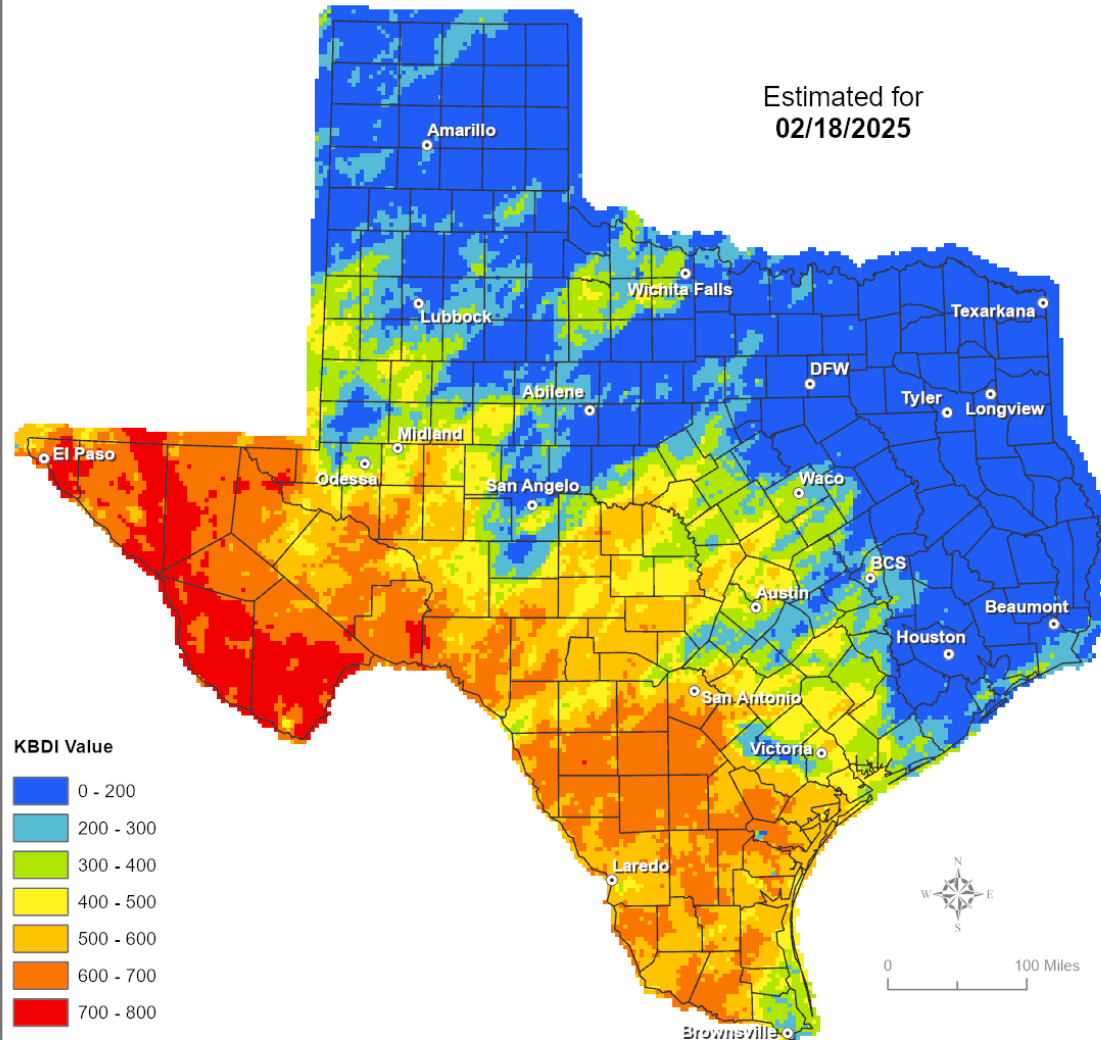 Estimated for
02/18/2025
Amarillo
Wichita Falls
Lubbock
Texarkana
DFW
Abilene
Tyler
Longview
Midland
El Paso
Odessa
San Angelo
Waco
BCS
Austin
Beaumont
Houston
San Antonio
Victoria
Laredo
Brownsville
KBDI Value
0 - 200
200 - 300
300 - 400
400 - 500
500 - 600
600 - 700
700 - 800
N
W E
S
0 100 Miles